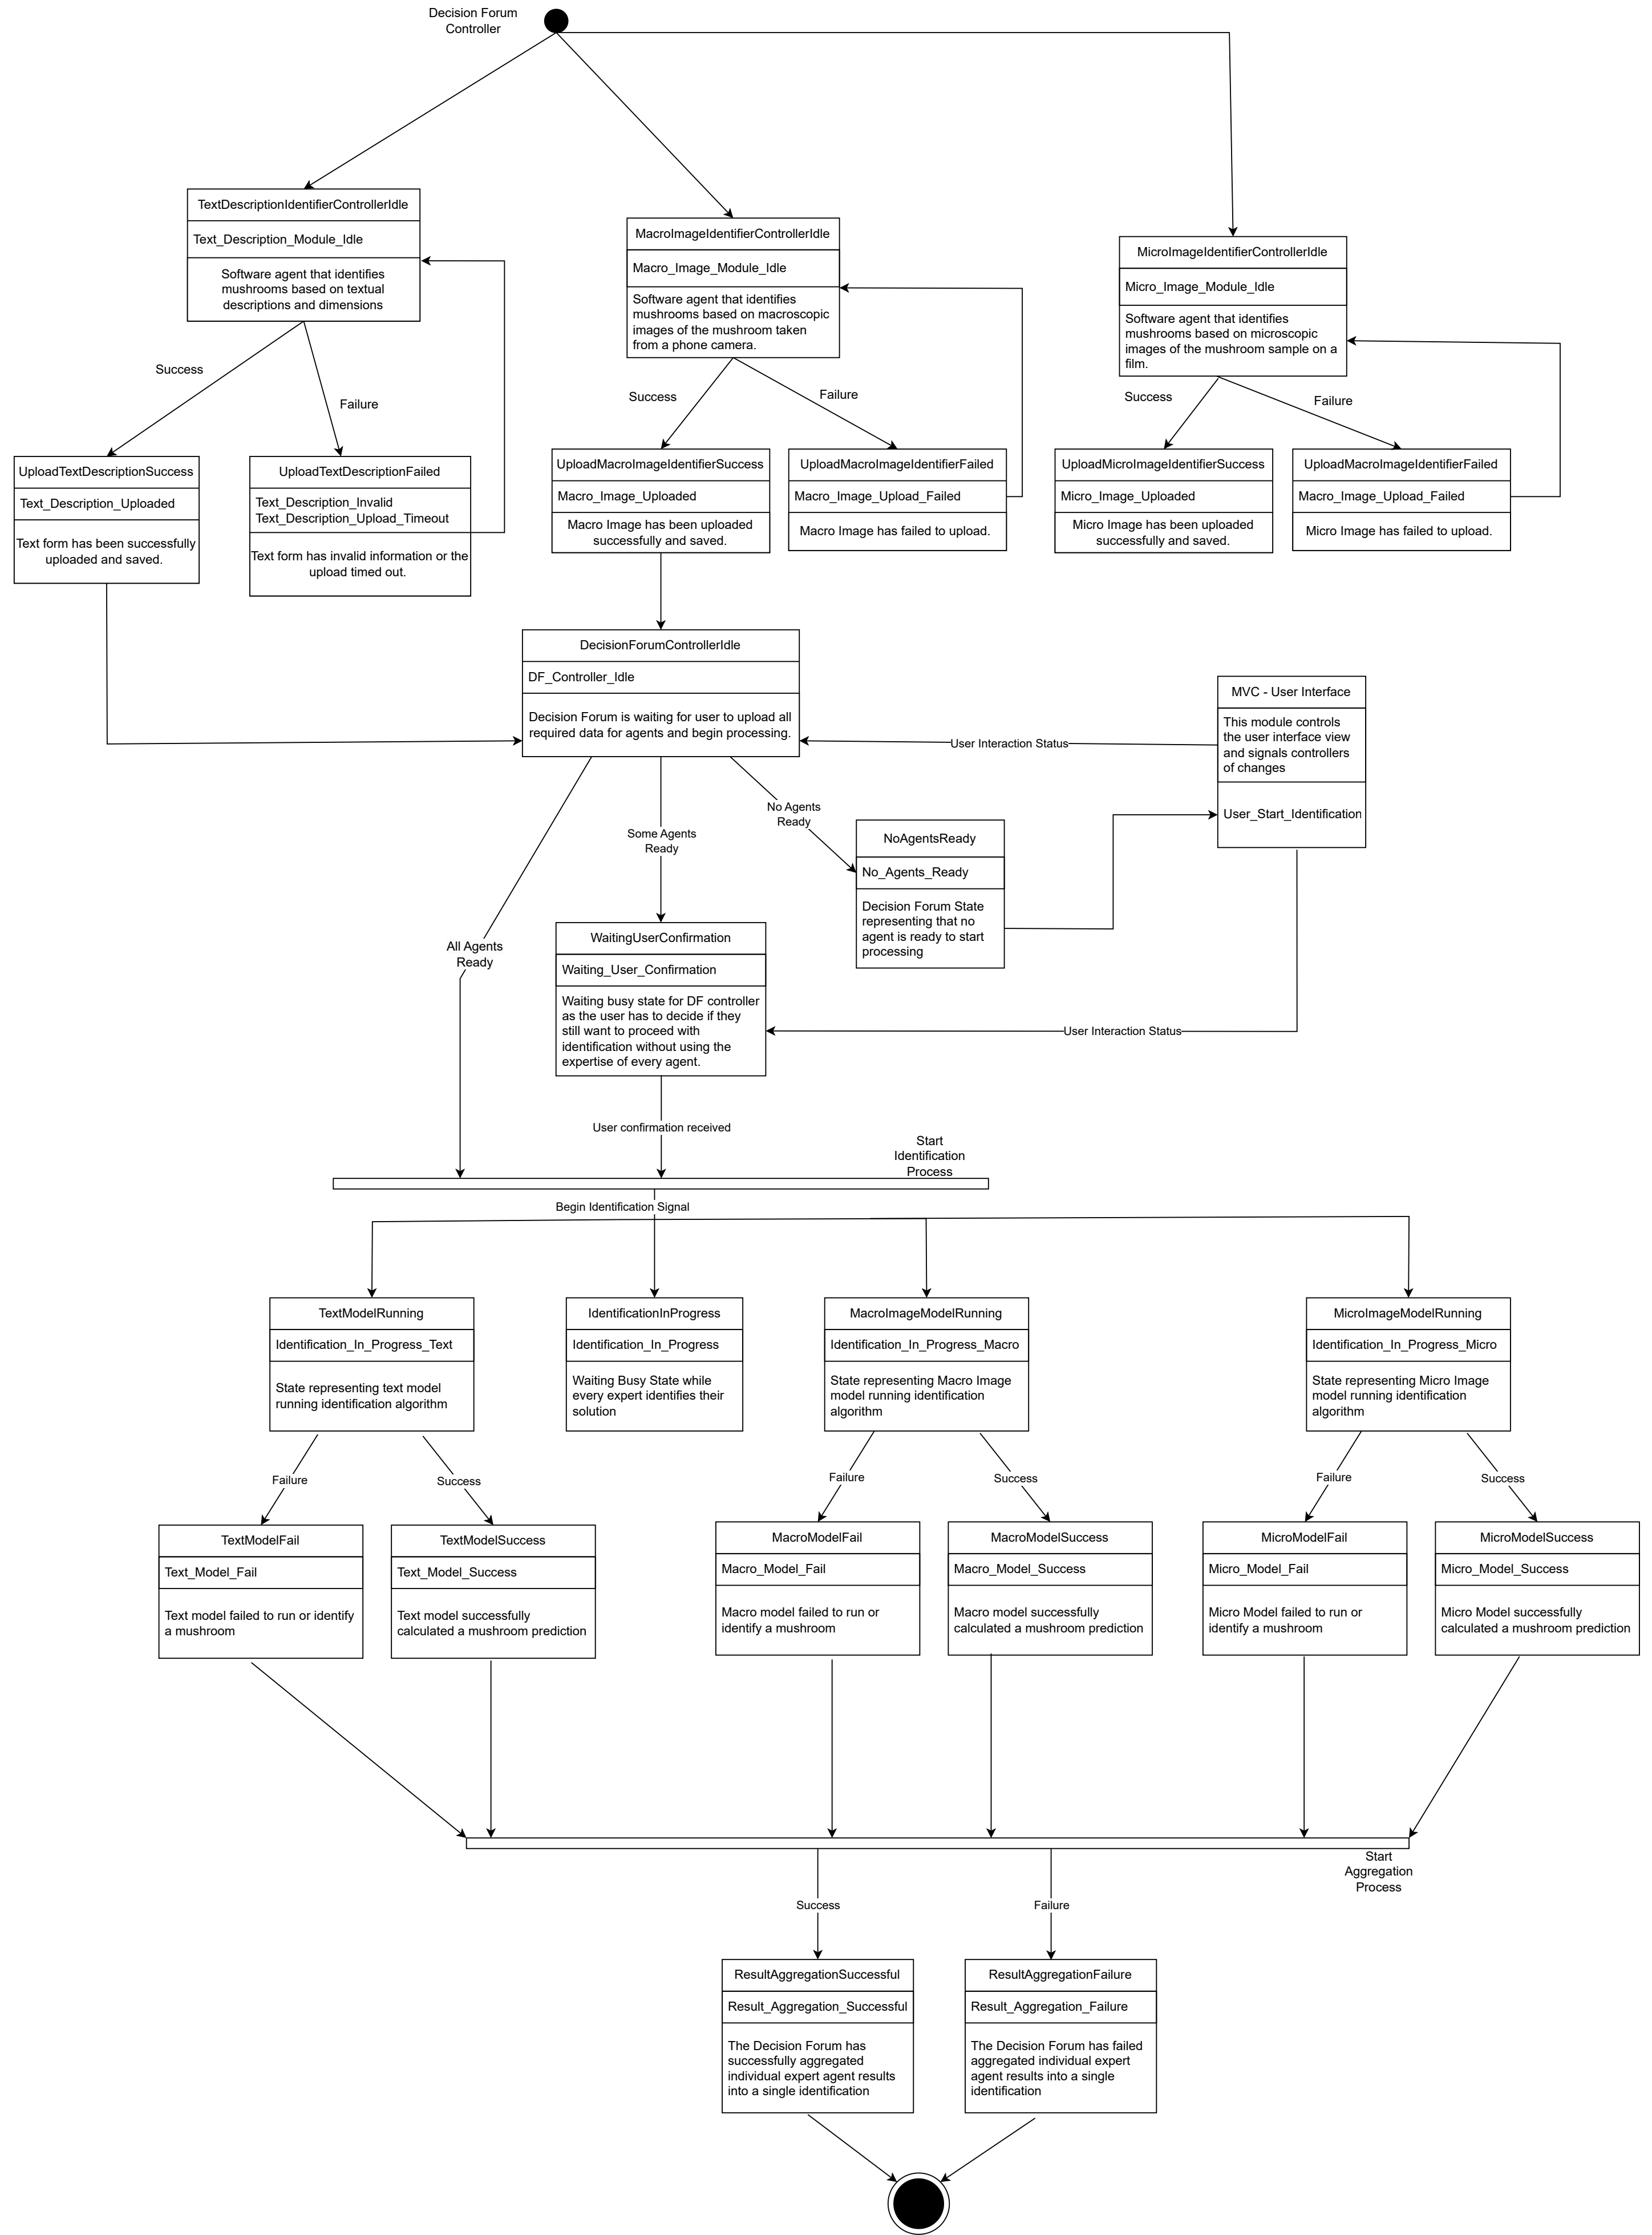 Decision Forum
Controller
TextDescriptionIdentifierControllerIdle
Text_Description_Module_Idle
Software agent that identifies
mushrooms based on textual
descriptions and dimensions
MacroImageIdentifierControllerIdle
Macro_Image_Module_Idle
Software agent that identifies
mushrooms based on macroscopic
images of the mushroom taken
from a phone camera.
MicroImageIdentifierControllerIdle
Micro_Image_Module_Idle
Software agent that identifies
mushrooms based on microscopic
images of the mushroom sample on a
film.
Success
Failure
Success
Failure
Success
Failure
UploadTextDescriptionSuccess
Text_Description_Uploaded
Text form has been successfully
uploaded and saved.
UploadTextDescriptionFailed
Text_Description_Invalid
Text_Description_Upload_Timeout
Text form has invalid information or the
upload timed out.
UploadMacroImageIdentifierSuccess
Macro_Image_Uploaded
Macro Image has been uploaded
successfully and saved.
UploadMacroImageIdentifierFailed
Macro_Image_Upload_Failed
Macro Image has failed to upload.
UploadMicroImageIdentifierSuccess
Micro_Image_Uploaded
Micro Image has been uploaded
successfully and saved.
UploadMacroImageIdentifierFailed
Macro_Image_Upload_Failed
Micro Image has failed to upload.
DecisionForumControllerIdle
DF_Controller_Idle
Decision Forum is waiting for user to upload all
required data for agents and begin processing.
MVC - User Interface
This module controls
the user interface view
and signals controllers
of changes
User_Start_Identification
User Interaction Status
No Agents
Ready
Some Agents
Ready
All Agents
Ready
NoAgentsReady
No_Agents_Ready
Decision Forum State
representing that no
agent is ready to start
processing
WaitingUserConfirmation
Waiting_User_Confirmation
Waiting busy state for DF controller
as the user has to decide if they
still want to proceed with
identification without using the
expertise of every agent.
User Interaction Status
User confirmation received
Start
Identification
Process
Begin Identification Signal
TextModelRunning
Identification_In_Progress_Text
State representing text model
running identification algorithm
IdentificationInProgress
Identification_In_Progress
Waiting Busy State while
every expert identifies their
solution
MacroImageModelRunning
Identification_In_Progress_Macro
State representing Macro Image
model running identification
algorithm
MicroImageModelRunning
Identification_In_Progress_Micro
State representing Micro Image
model running identification
algorithm
Failure
Success
Failure
Success
Failure
Success
TextModelFail
Text_Model_Fail
Text model failed to run or identify
a mushroom
TextModelSuccess
Text_Model_Success
Text model successfully
calculated a mushroom prediction
MacroModelFail
Macro_Model_Fail
Macro model failed to run or
identify a mushroom
MacroModelSuccess
Macro_Model_Success
Macro model successfully
calculated a mushroom prediction
MicroModelFail
Micro_Model_Fail
Micro Model failed to run or
identify a mushroom
MicroModelSuccess
Micro_Model_Success
Micro Model successfully
calculated a mushroom prediction
Start
Aggregation
Process
Success
Failure
ResultAggregationSuccessful
Result_Aggregation_Successful
The Decision Forum has
successfully aggregated
individual expert agent results
into a single identification
ResultAggregationFailure
Result_Aggregation_Failure
The Decision Forum has failed
aggregated individual expert
agent results into a single
identification